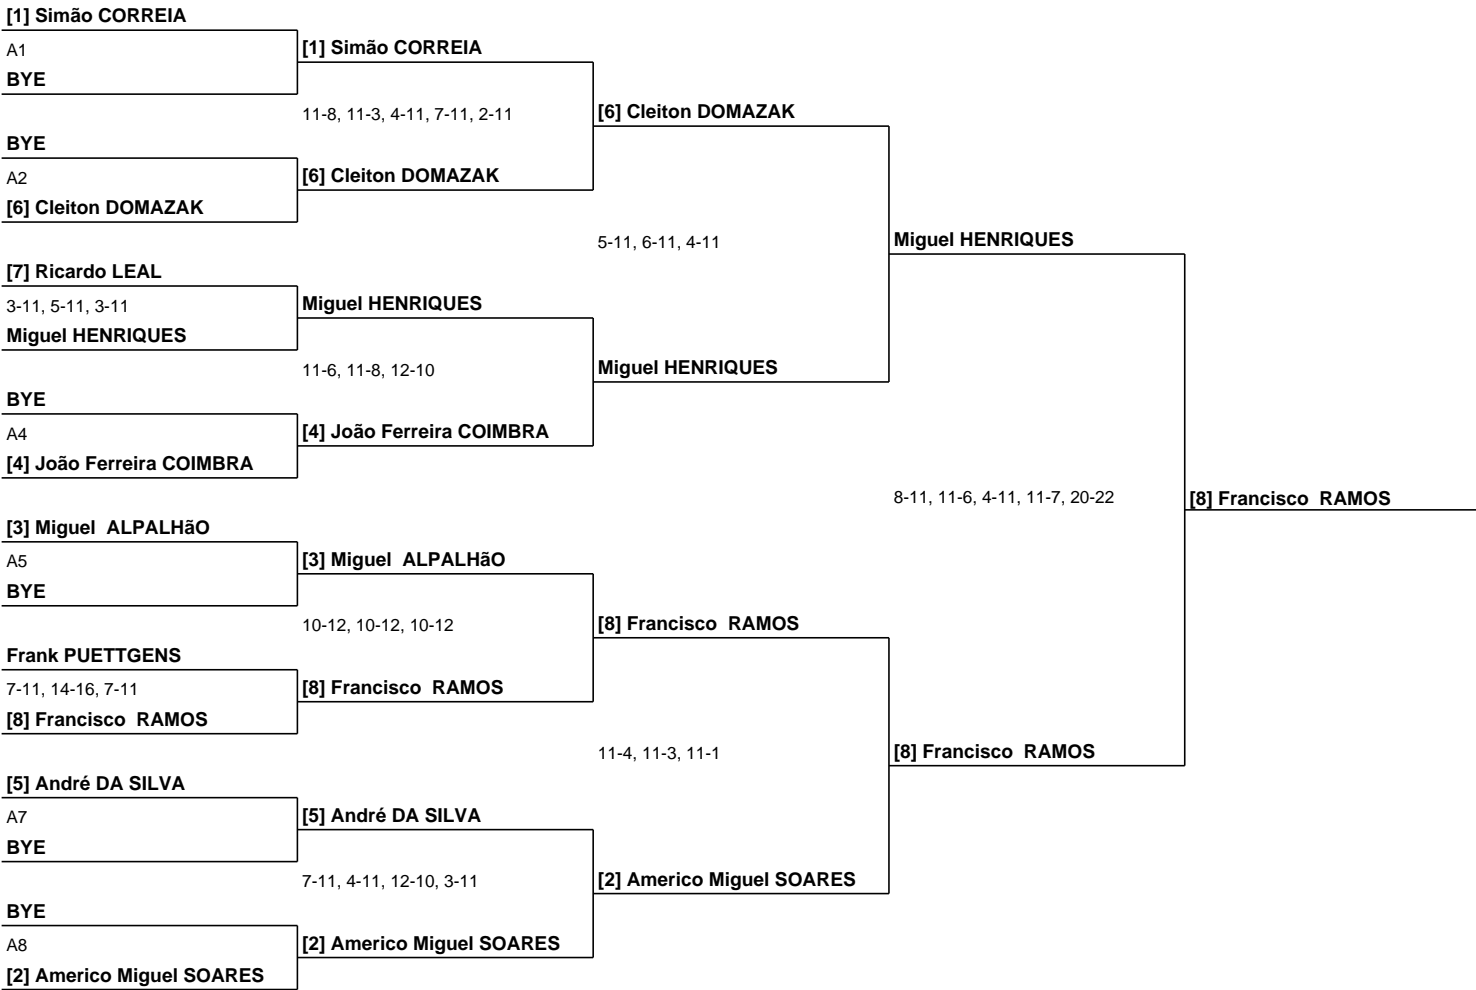 [1] Simão CORREIA
A1
BYE
BYE
A2
[6] Cleiton DOMAZAK
[7] Ricardo LEAL
3-11, 5-11, 3-11
Miguel HENRIQUES
BYE
A4
[4] João Ferreira COIMBRA
[3] Miguel  ALPALHãO
A5
BYE
Frank PUETTGENS
7-11, 14-16, 7-11
[8] Francisco  RAMOS
[5] André DA SILVA
A7
BYE
BYE
A8
[2] Americo Miguel SOARES
[1] Simão CORREIA
11-8, 11-3, 4-11, 7-11, 2-11
[6] Cleiton DOMAZAK
Miguel HENRIQUES
11-6, 11-8, 12-10
[4] João Ferreira COIMBRA
[3] Miguel  ALPALHãO
10-12, 10-12, 10-12
[8] Francisco  RAMOS
[5] André DA SILVA
7-11, 4-11, 12-10, 3-11
[2] Americo Miguel SOARES
[6] Cleiton DOMAZAK
5-11, 6-11, 4-11
Miguel HENRIQUES
[8] Francisco  RAMOS
11-4, 11-3, 11-1
[2] Americo Miguel SOARES
Miguel HENRIQUES
8-11, 11-6, 4-11, 11-7, 20-22
[8] Francisco  RAMOS
[8] Francisco  RAMOS